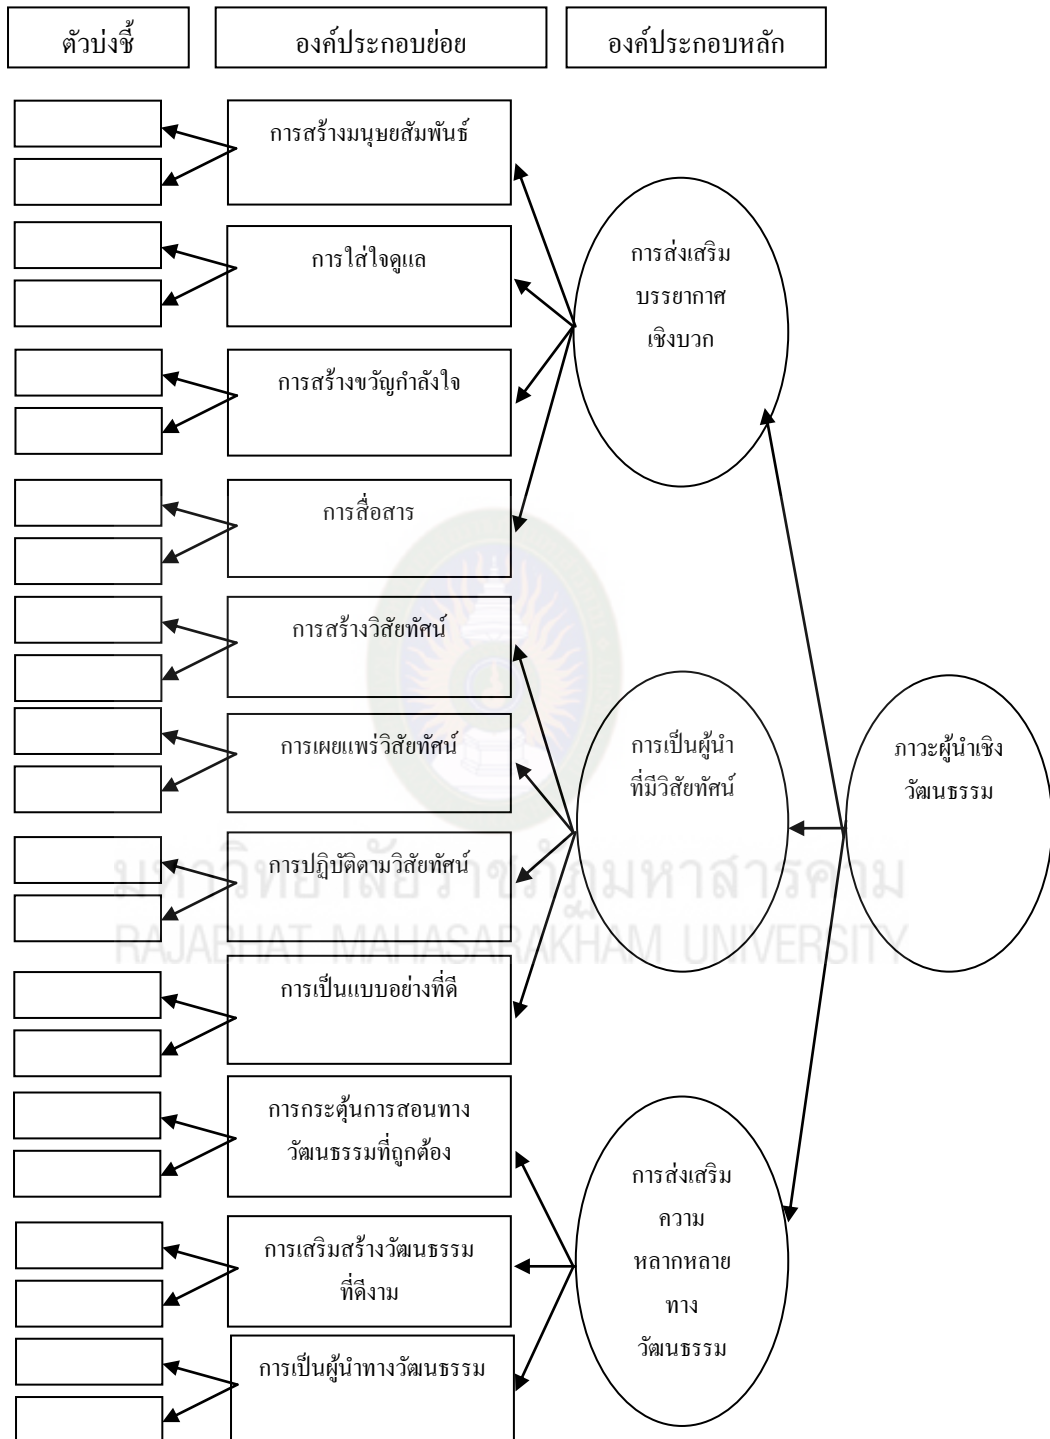 ตัวบ่งชี้
องค์ประกอบย่อย
องค์ประกอบหลัก
การสร้างมนุษยสัมพันธ์
การใส่ใจดูแล
การสร้างขวัญกำลังใจ
การสื่อสาร
การส่งเสริม
บรรยากาศ
เชิงบวก
การสร้างวิสัยทัศน์
การเผยแพร่วิสัยทัศน์
การปฏิบัติตามวิสัยทัศน์
การเป็นแบบอย่างที่ดี
การเป็นผู้นำ
ที่มีวิสัยทัศน์
ภาวะผู้นำเชิง
วัฒนธรรม
มหาวิทยาลัยราชภัฏมหาสารคาม
RAJABHAT MAHASARAKHAM UNIVERSITY
การกระตุ้นการสอนทาง
วัฒนธรรมที่ถูกต้อง
การเสริมสร้างวัฒนธรรม
ที่ดีงาม
การเป็นผู้นำทางวัฒนธรรม
การส่งเสริม
ความ
หลากหลาย
ทาง
วัฒนธรรม